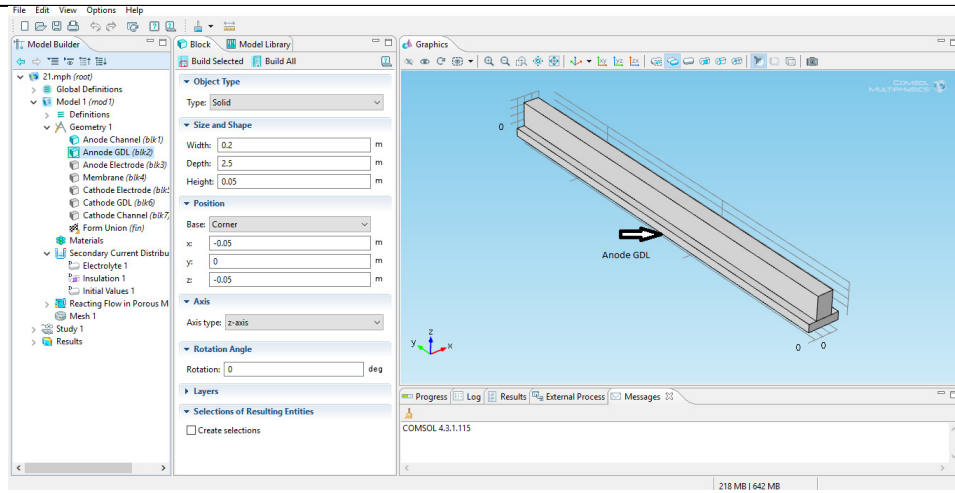 File Edit View Options Help
Model Builder
Block Model Library
Graphics
Build Selected Build All
21.mph (root)
Global Definitions
Model 1 (mod1)
Definitions
Geometry 1
Anode Channel (blk1)
Annode GDL (blk2)
Anode Electrode (blk3)
Membrane (blk4)
Cathode Electrode (blk5
Cathode GDL (blk6)
Cathode Channel (blk7)
Form Union (fin)
Materials
Secondary Current Distribu
Electrolyte 1
Insulation 1
Initial Values 1
Reacting Flow in Porous M
Mesh 1
Study 1
Results
Object Type
Type: Solid
Size and Shape
Width: 0.2 m
Depth: 2.5 m
Height: 0.05 m
Position
Base: Corner
x: -0.05 m
y: 0 m
z: -0.05 m
Axis
Axis type: z-axis
Rotation Angle
Rotation: 0 deg
Layers
Selections of Resulting Entities
Create selections
COMSOL
MULTIPHYSICS
0
Anode GDL
0 0
z
y x
Progress Log Results External Process Messages
COMSOL 4.3.1.115
218 MB | 642 MB